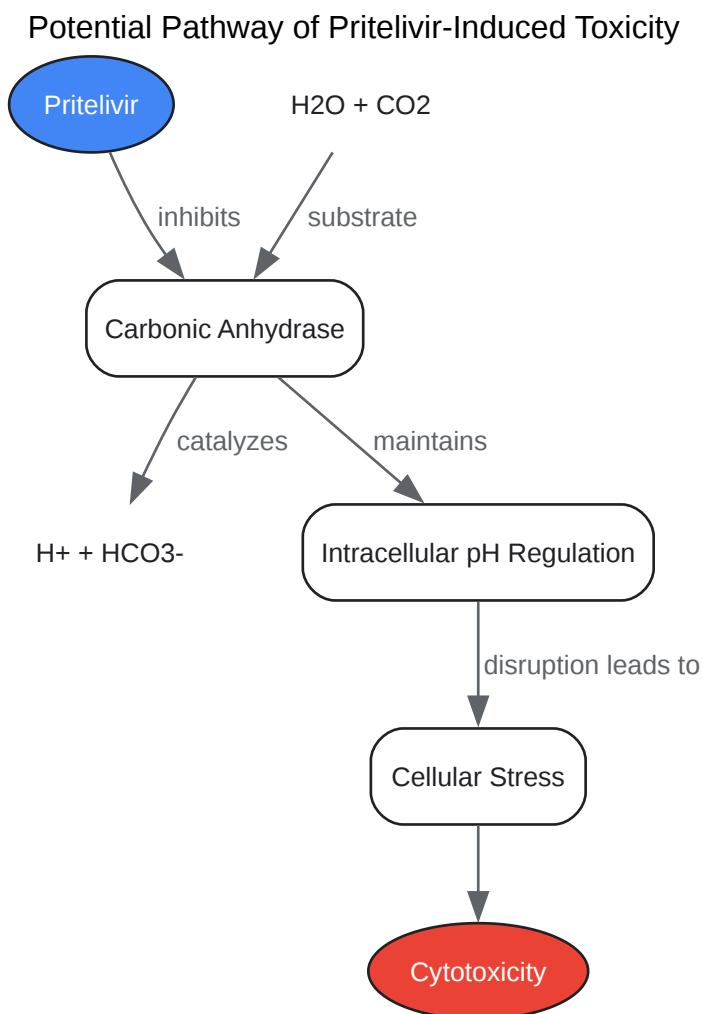 Potential Pathway of Pritelivir-Induced Toxicity
Pritelivir
H2O + CO2
inhibits
substrate
Carbonic Anhydrase
catalyzes
maintains
H+ + HCO3-
Intracellular pH Regulation
disruption leads to
Cellular Stress
Cytotoxicity